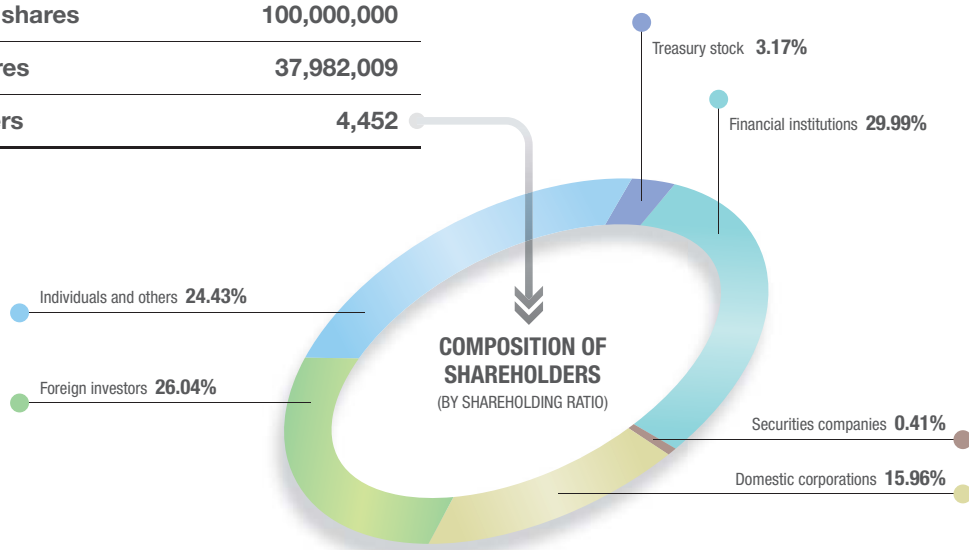 shares 100,000,000
37,982,009
4,452
Treasury stock 3.17%
Financial institutions 29.99%
Individuals and others 24.43%
Foreign investors 26.04%
COMPOSITION OF
SHAREHOLDERS
(BY SHAREHOLDING RATIO)
Securities companies 0.41%
Domestic corporations 15.96%